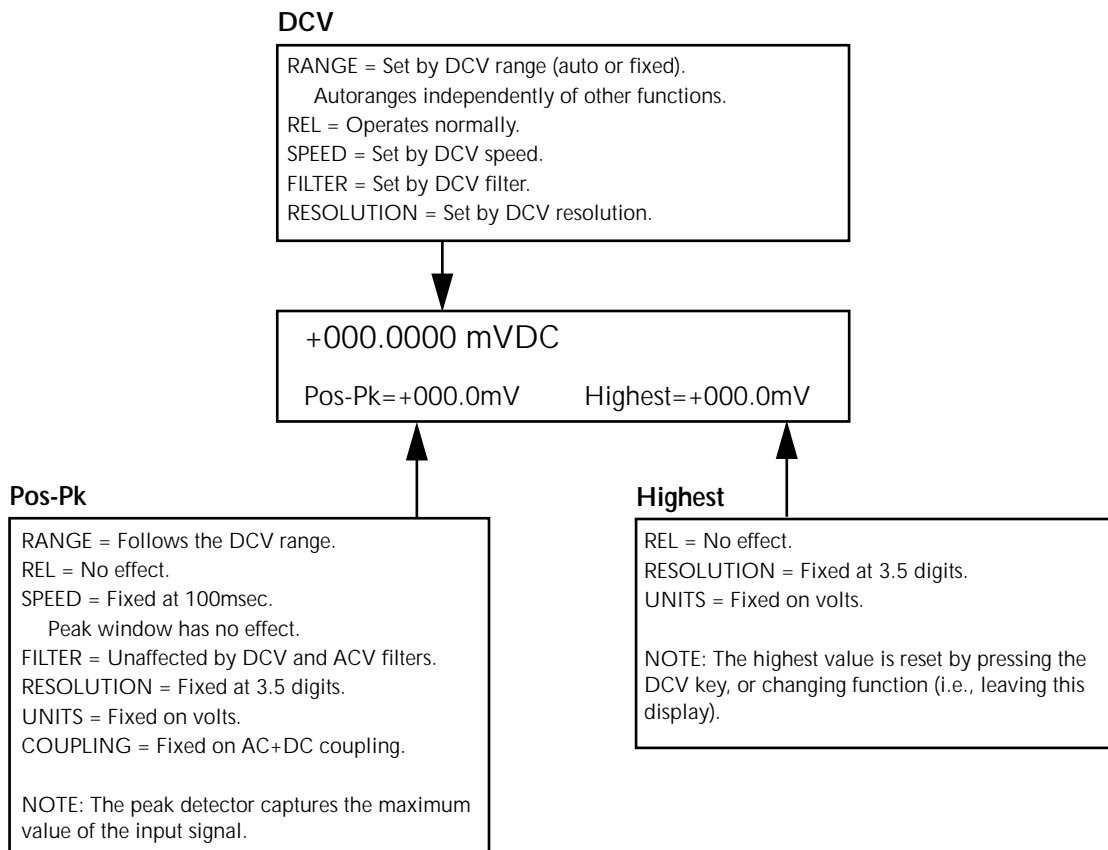 DCV
RANGE = Set by DCV range (auto or fixed).
Autoranges independently of other functions.
REL = Operates normally.
SPEED = Set by DCV speed.
FILTER = Set by DCV filter.
RESOLUTION = Set by DCV resolution.
+000.0000 mVDC
Pos-Pk=+000.0mV Highest=+000.0mV
Pos-Pk
RANGE = Follows the DCV range.
REL = No effect.
SPEED = Fixed at 100msec.
Peak window has no effect.
FILTER = Unaffected by DCV and ACV filters.
RESOLUTION = Fixed at 3.5 digits.
UNITS = Fixed on volts.
COUPLING = Fixed on AC+DC coupling.
NOTE: The peak detector captures the maximum
value of the input signal.
Highest
REL = No effect.
RESOLUTION = Fixed at 3.5 digits.
UNITS = Fixed on volts.
NOTE: The highest value is reset by pressing the
DCV key, or changing function (i.e., leaving this
display).